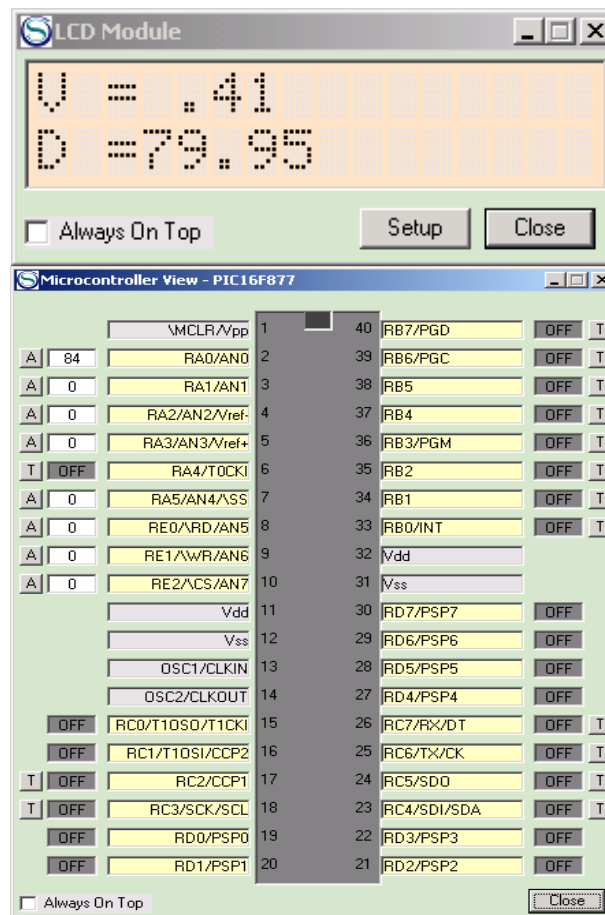 LCD Module
V = .41
D =79.95
Always On Top Setup Close
Microcontroller View - PIC16F877
\MCLR/Vpp 1 40 RB7/PGD OFF T
A 84 RA0/AN0 2 39 RB6/PGC OFF T
A 0 RA1/AN1 3 38 RB5 OFF T
A 0 RA2/AN2/Vref- 4 37 RB4 OFF T
A 0 RA3/AN3/Vref+ 5 36 RB3/PGM OFF T
T OFF RA4/T0CKI 6 35 RB2 OFF T
A 0 RA5/AN4/\SS 7 34 RB1 OFF T
A 0 RE0/\RD/AN5 8 33 RB0/INT OFF T
A 0 RE1/\WR/AN6 9 32 Vdd
A 0 RE2/\CS/AN7 10 31 Vss
Vdd 11 30 RD7/PSP7 OFF
Vss 12 29 RD6/PSP6 OFF
OSC1/CLKIN 13 28 RD5/PSP5 OFF
OSC2/CLKOUT 14 27 RD4/PSP4 OFF
OFF RC0/T1OSO/T1CKI 15 26 RC7/RX/DT OFF T
OFF RC1/T1OSI/CCP2 16 25 RC6/TX/CK OFF T
T OFF RC2/CCP1 17 24 RC5/SDO OFF T
T OFF RC3/SCK/SCL 18 23 RC4/SDI/SDA OFF T
OFF RD0/PSP0 19 22 RD3/PSP3 OFF
OFF RD1/PSP1 20 21 RD2/PSP2 OFF
Always On Top Close